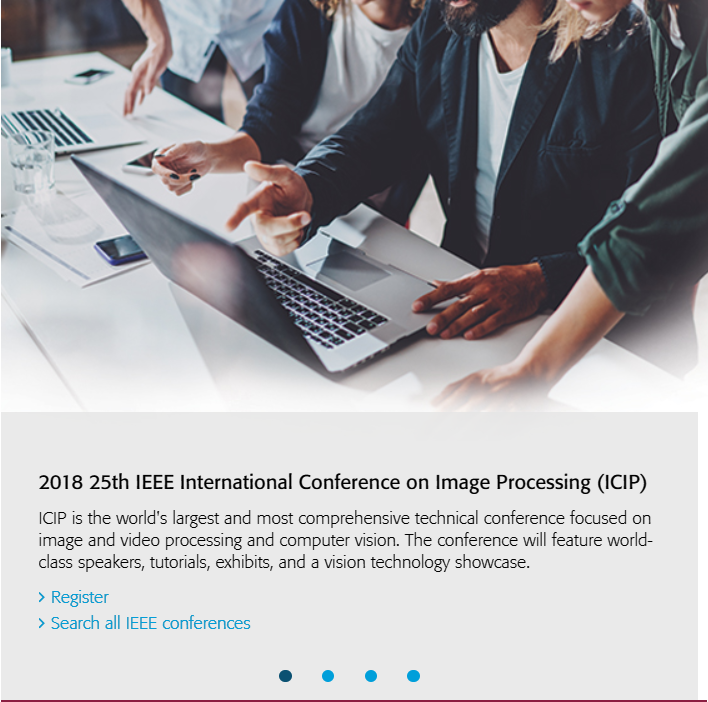 2018 25th IEEE International Conference on Image Processing (ICIP)
ICIP is the world's largest and most comprehensive technical conference focused on
image and video processing and computer vision. The conference will feature world-
class speakers, tutorials, exhibits, and a vision technology showcase.
> Register
> Search all IEEE conferences